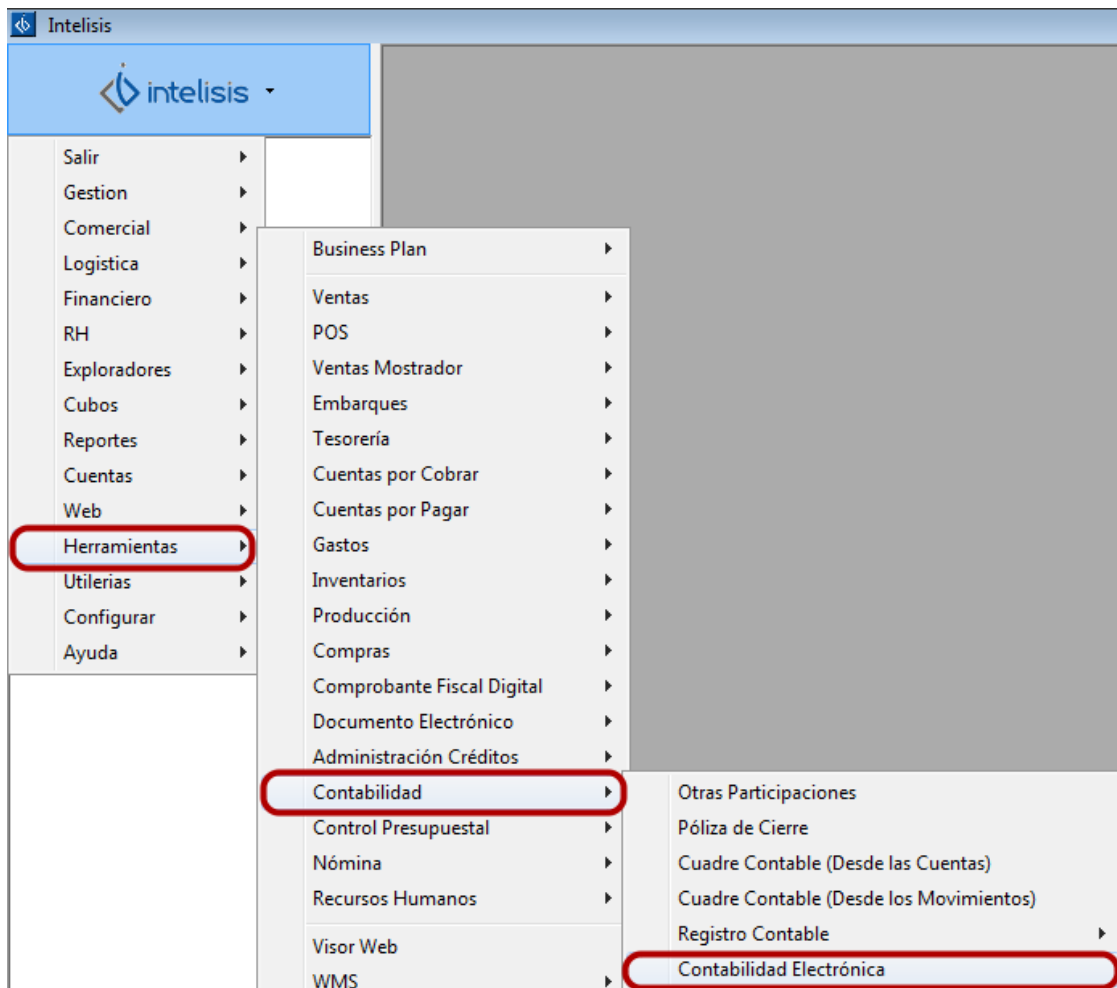 Intelisis
intelisis
Salir
Gestion
Comercial
Logistica
Financiero
RH
Exploradores
Cubos
Reportes
Cuentas
Web
Herramientas
Utilerias
Configurar
Ayuda
Business Plan
Ventas
POS
Ventas Mostrador
Embarques
Tesorería
Cuentas por Cobrar
Cuentas por Pagar
Gastos
Inventarios
Producción
Compras
Comprobante Fiscal Digital
Documento Electrónico
Administración Créditos
Contabilidad
Control Presupuestal
Nómina
Recursos Humanos
Visor Web
WMS
Otras Participaciones
Póliza de Cierre
Cuadre Contable (Desde las Cuentas)
Cuadre Contable (Desde los Movimientos)
Registro Contable
Contabilidad Electrónica